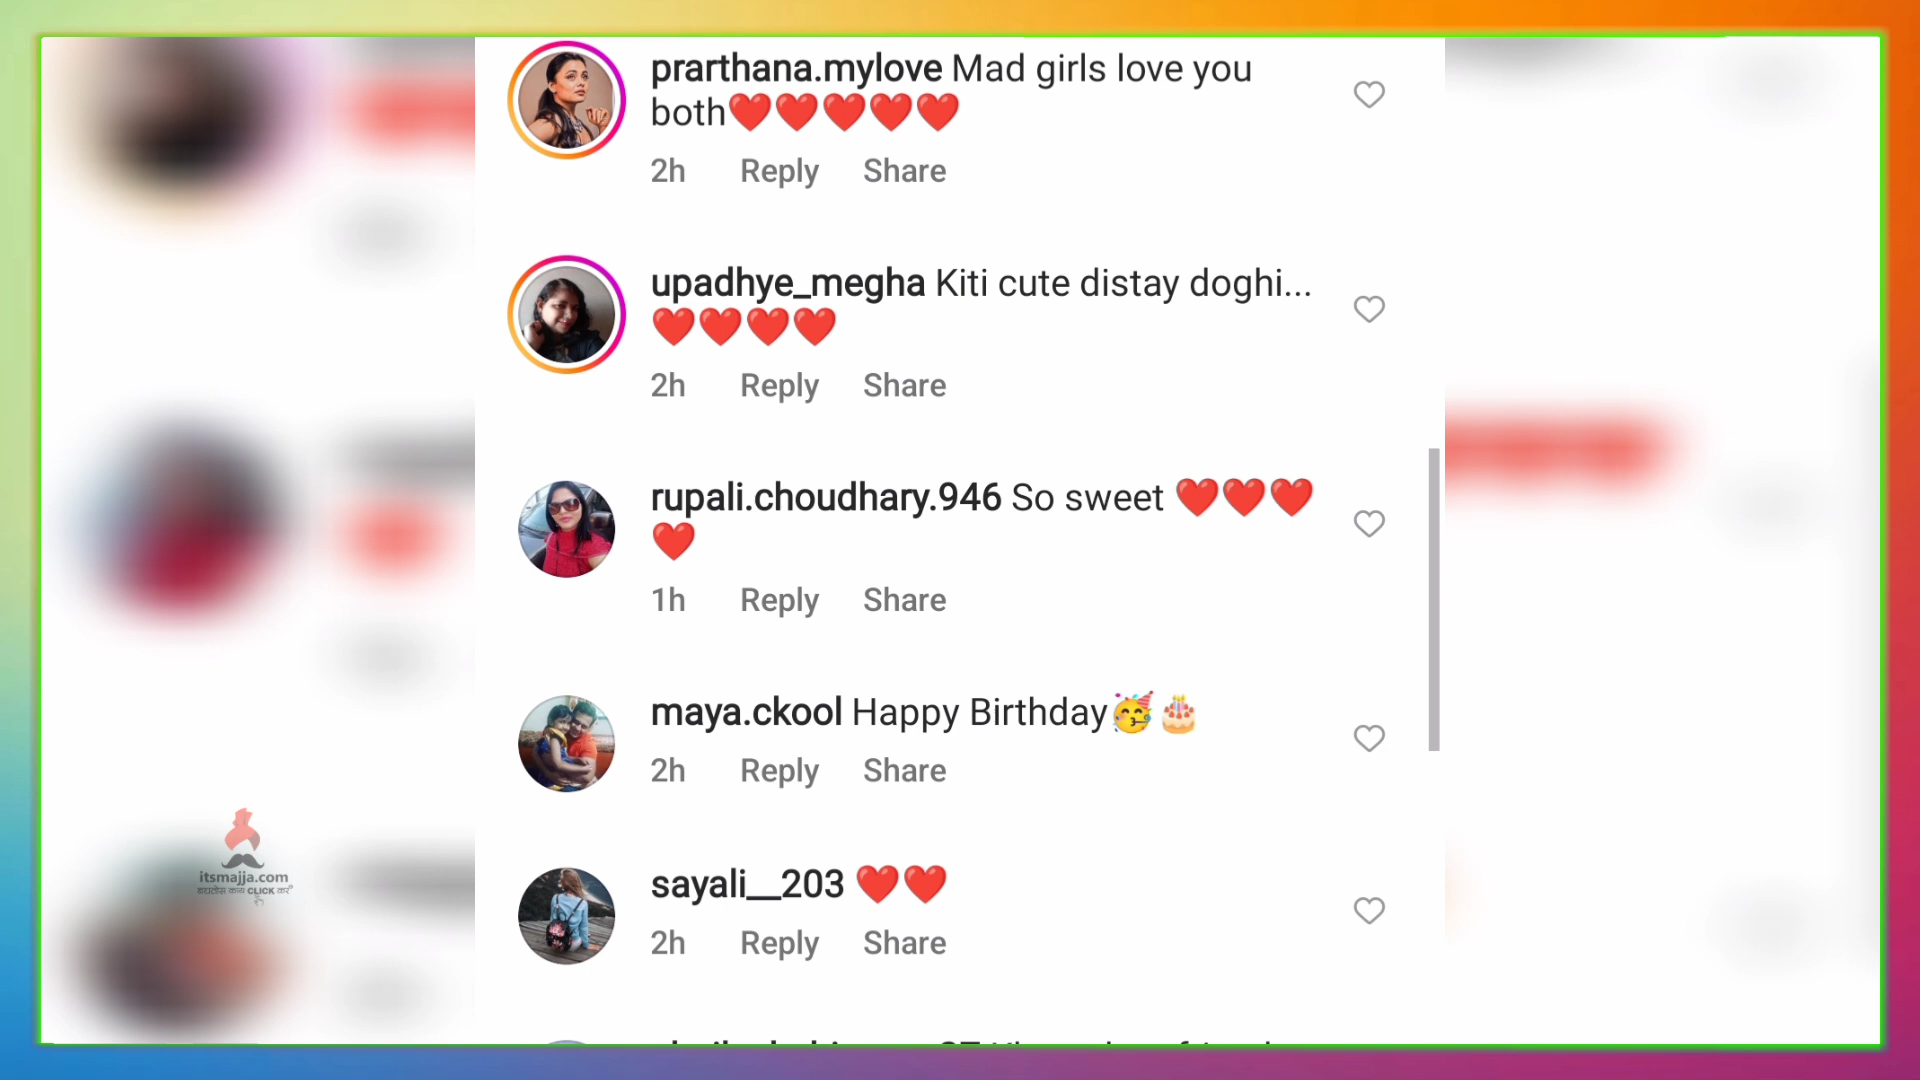 prarthana.mylove Mad girls love you
both❤️❤️❤️❤️❤️
2h Reply Share
upadhye_megha Kiti cute distay doghi...
❤️❤️❤️❤️
2h Reply Share
rupali.choudhary.946 So sweet ❤️❤️❤️
❤️
1h Reply Share
maya.ckool Happy Birthday🥳🎂
2h Reply Share
sayali__203 ❤️❤️
2h Reply Share
itsmajja.com
CLICK